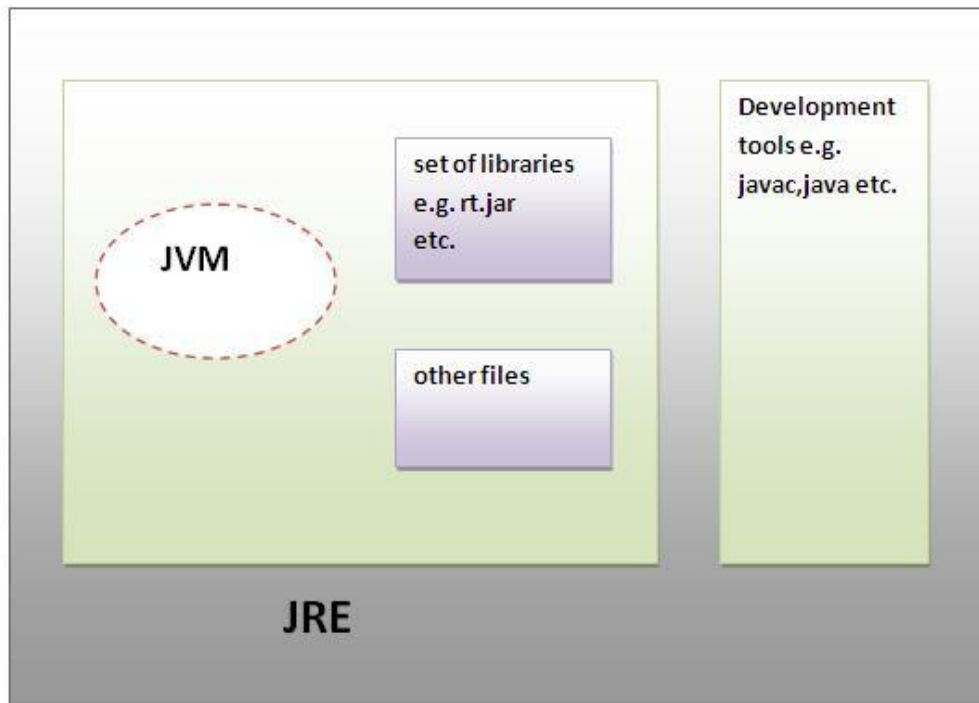 JVM
set of libraries
e.g. rt.jar
etc.
other files
Development
tools e.g.
javac,java etc.
JRE